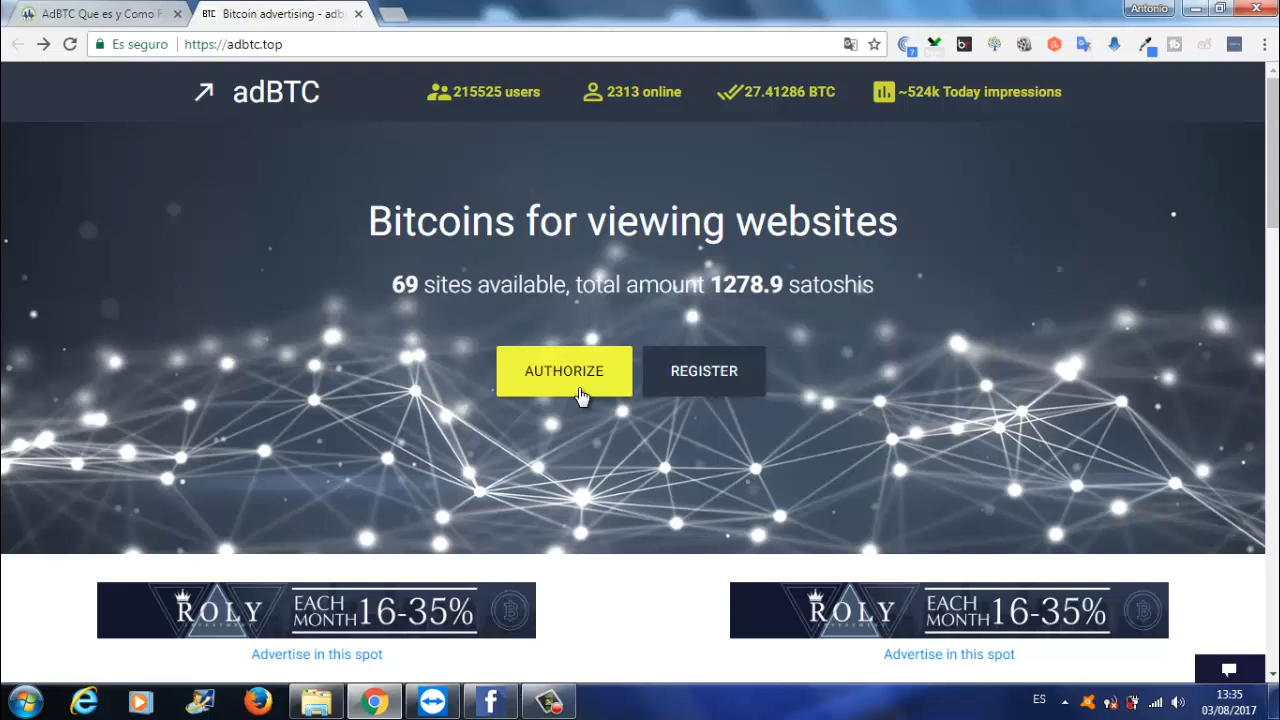 AdBTC Que es y Como F
BTC Bitcoin advertising - adb
Antonio
Es seguro
https://adbtc.top
7
adBTC
215525 users
2313 online
27.41286 BTC
~524k Today impressions
Bitcoins for viewing websites
69 sites available, total amount 1278.9 satoshis
AUTHORIZE
REGISTER
ROLY
EACH
MONTH
16-35%
ROLY
EACH
MONTH
16-35%
Advertise in this spot
Advertise in this spot
ES
13:35
03/08/2017